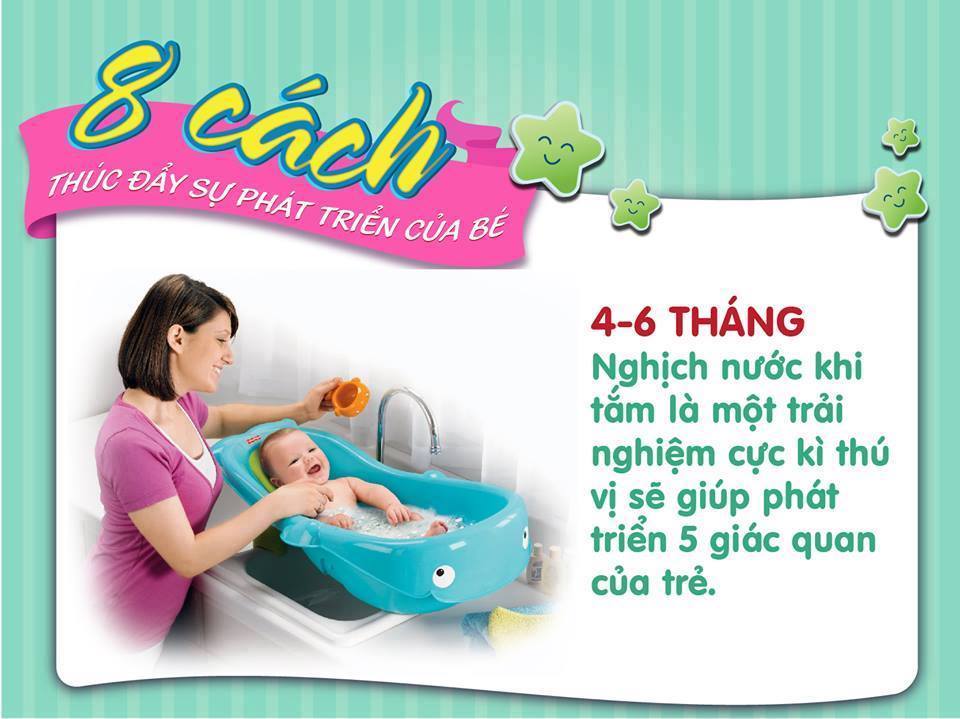 8 cách
THÚC ĐẨY SỰ PHÁT TRIỂN CỦA BÉ
4-6 THÁNG
Nghịch nước khi
tắm là một trải
nghiệm cực kì thú
vị sẽ giúp phát
triển 5 giác quan
của trẻ.